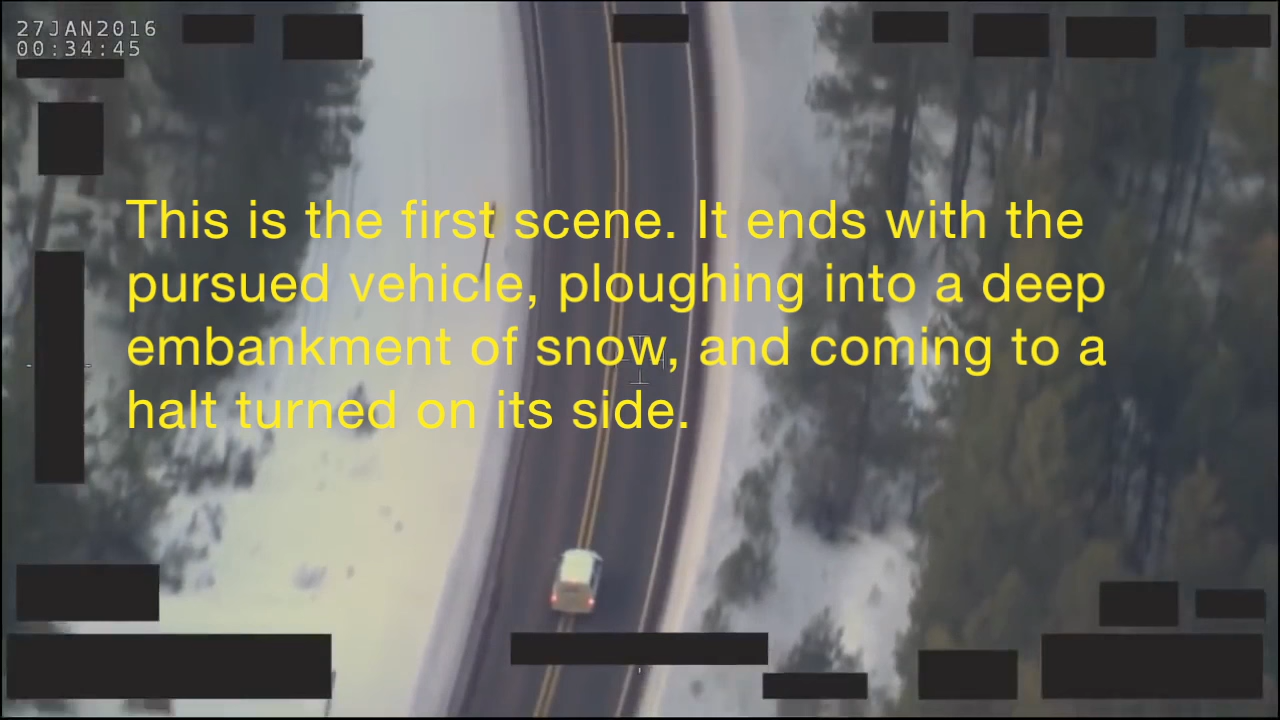 27JAN2016
00:34:45
This is the first scene. It ends with the
pursued vehicle, ploughing into a deep
embankment of snow, and coming to a
halt turned on its side.